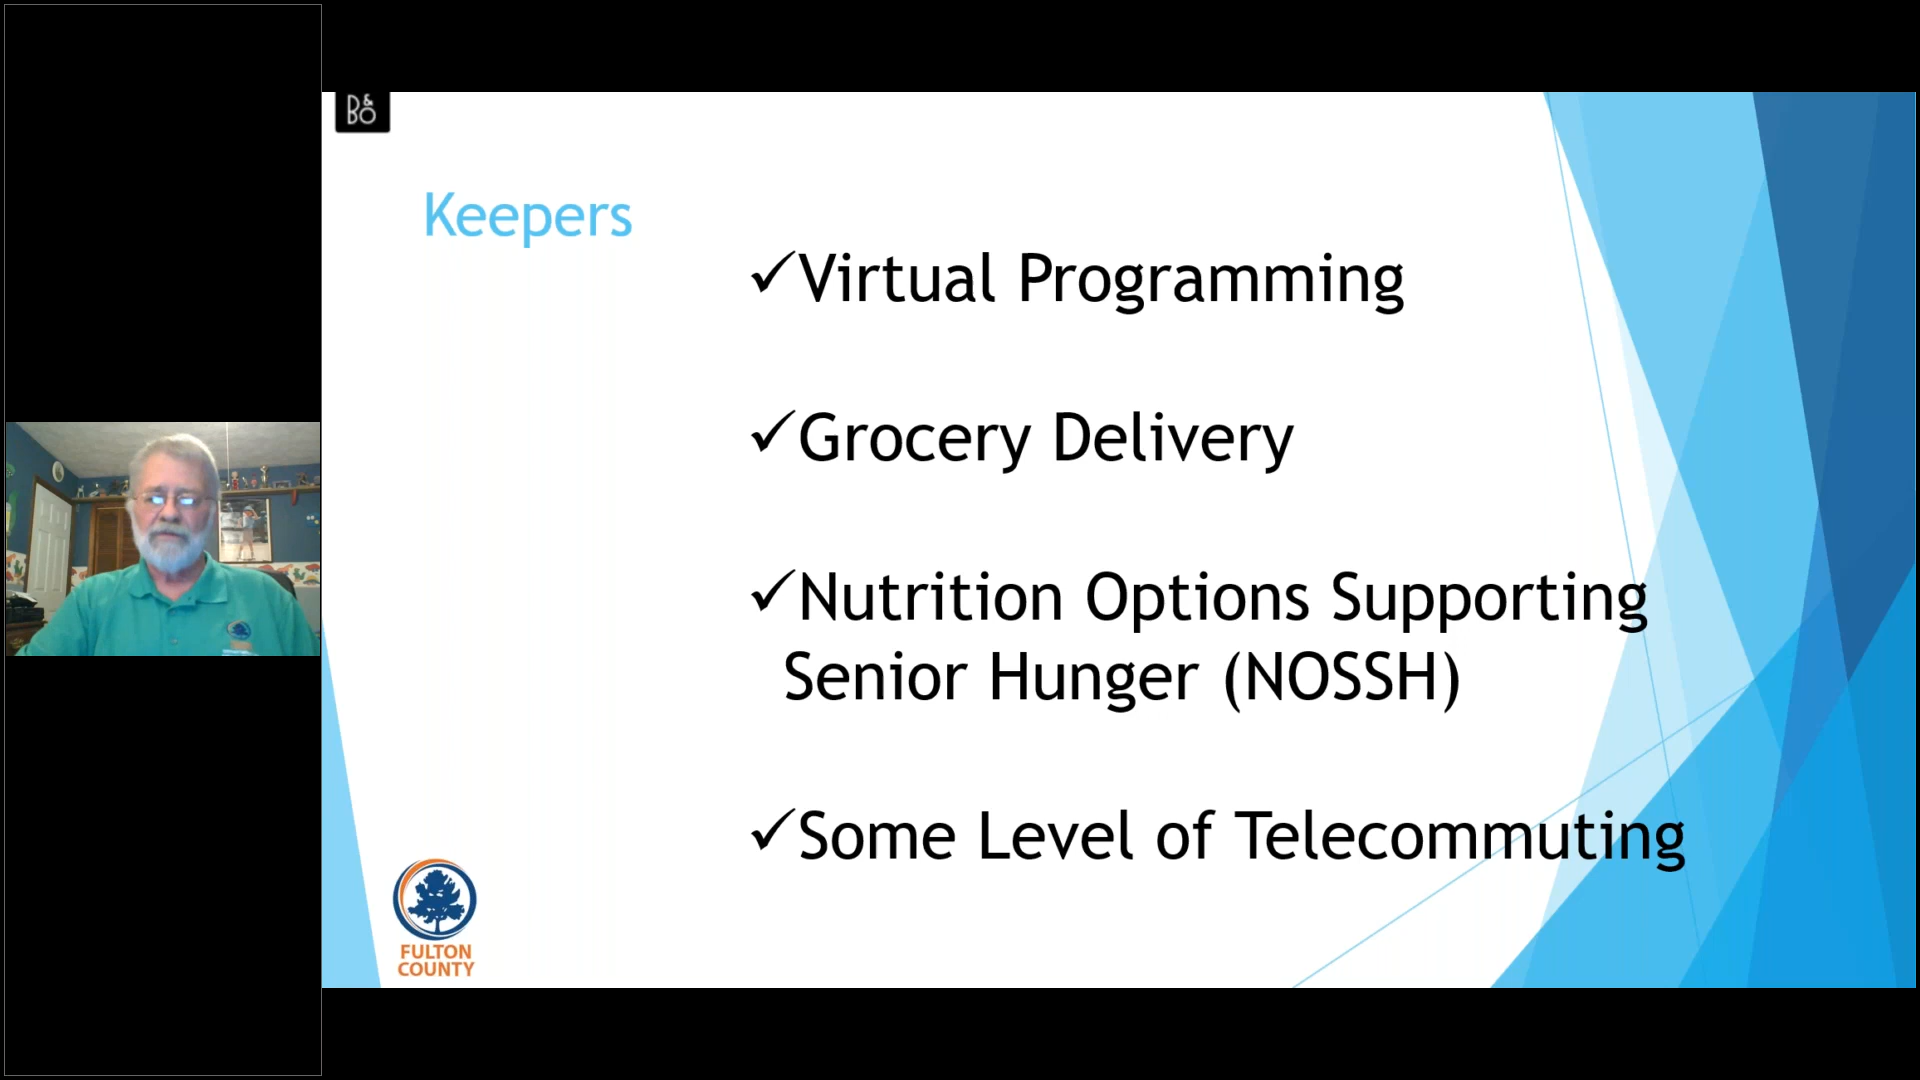 B&O
Keepers
✓Virtual Programming
✓Grocery Delivery
✓Nutrition Options Supporting
Senior Hunger (NOSSH)
✓Some Level of Telecommuting
FULTON
COUNTY